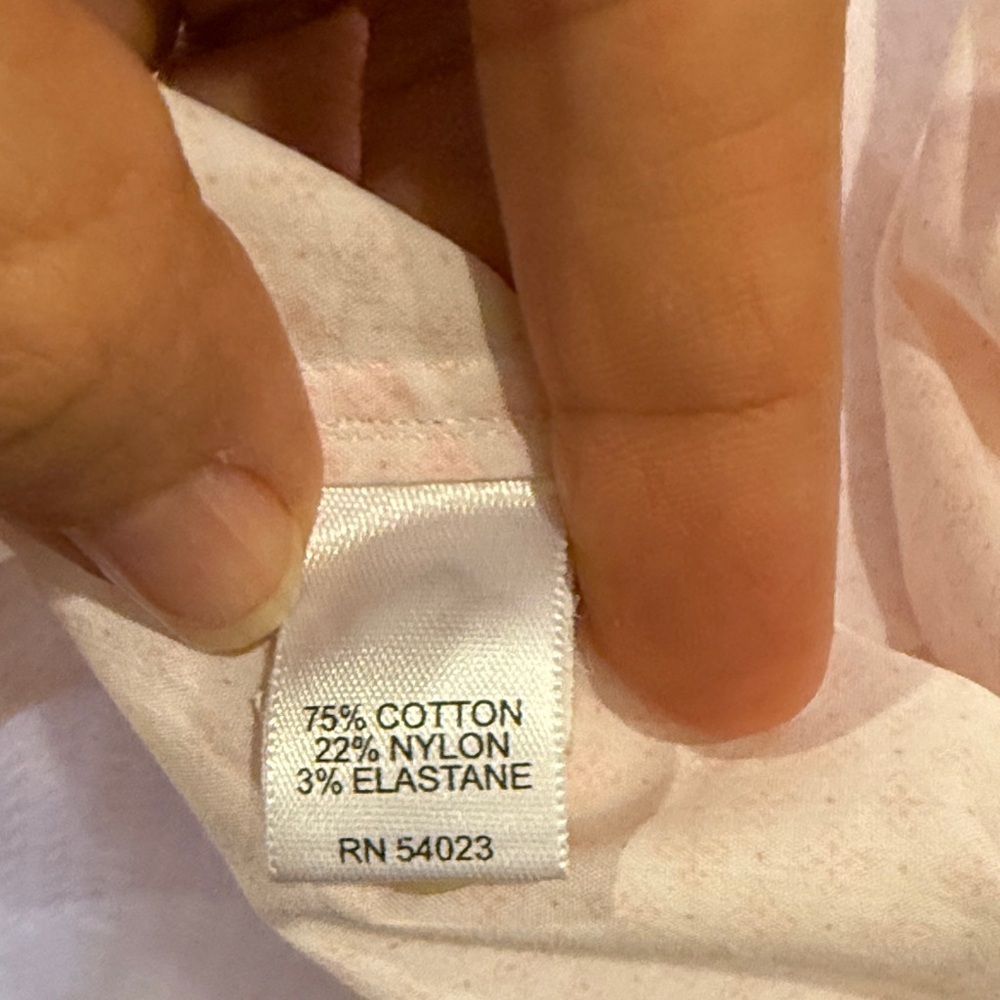 75% COTTON
22% NYLON
3% ELASTANE
RN 54023